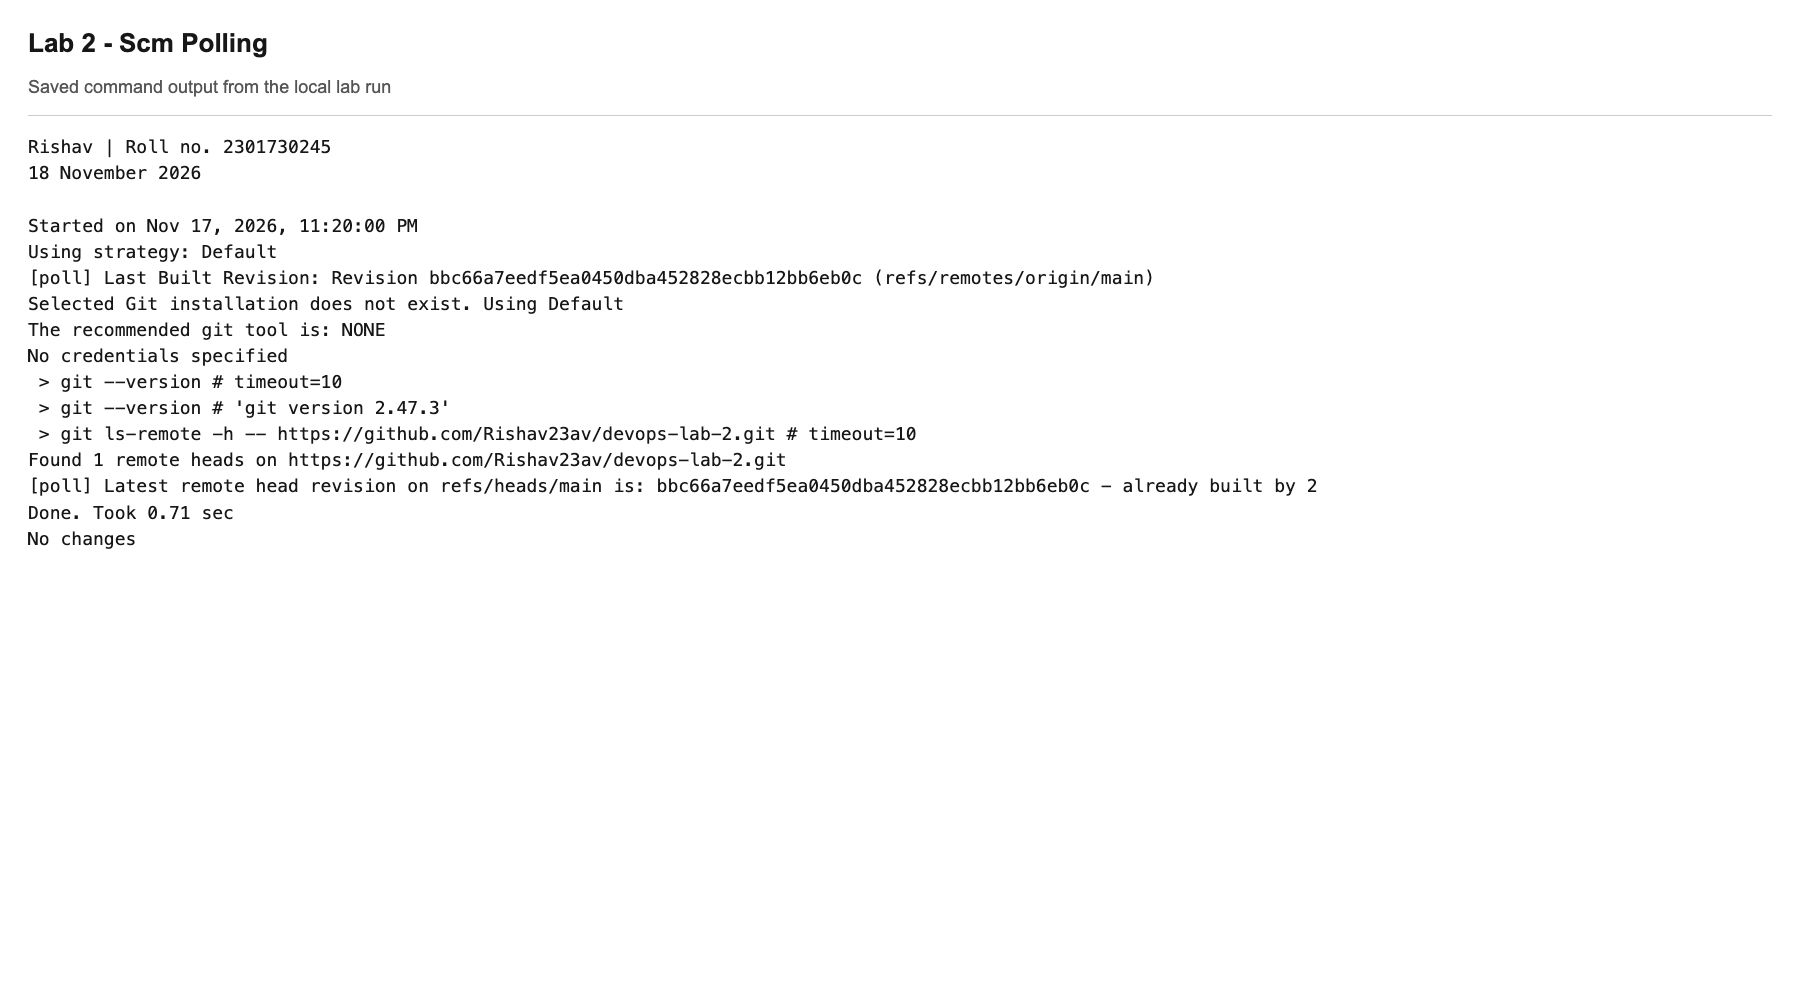 Lab 2 - Scm Polling
Saved command output from the local lab run
Rishav | Roll no. 2301730245
18 November 2026
Started on Nov 17, 2026, 11:20:00 PM
Using strategy: Default
[poll] Last Built Revision: Revision bbc66a7eedf5ea0450dba452828ecbb12bb6eb0c (refs/remotes/origin/main)
Selected Git installation does not exist. Using Default
The recommended git tool is: NONE
No credentials specified
 > git --version # timeout=10
 > git --version # 'git version 2.47.3'
 > git ls-remote -h -- https://github.com/Rishav23av/devops-lab-2.git # timeout=10
Found 1 remote heads on https://github.com/Rishav23av/devops-lab-2.git
[poll] Latest remote head revision on refs/heads/main is: bbc66a7eedf5ea0450dba452828ecbb12bb6eb0c - already built by 2
Done. Took 0.71 sec
No changes